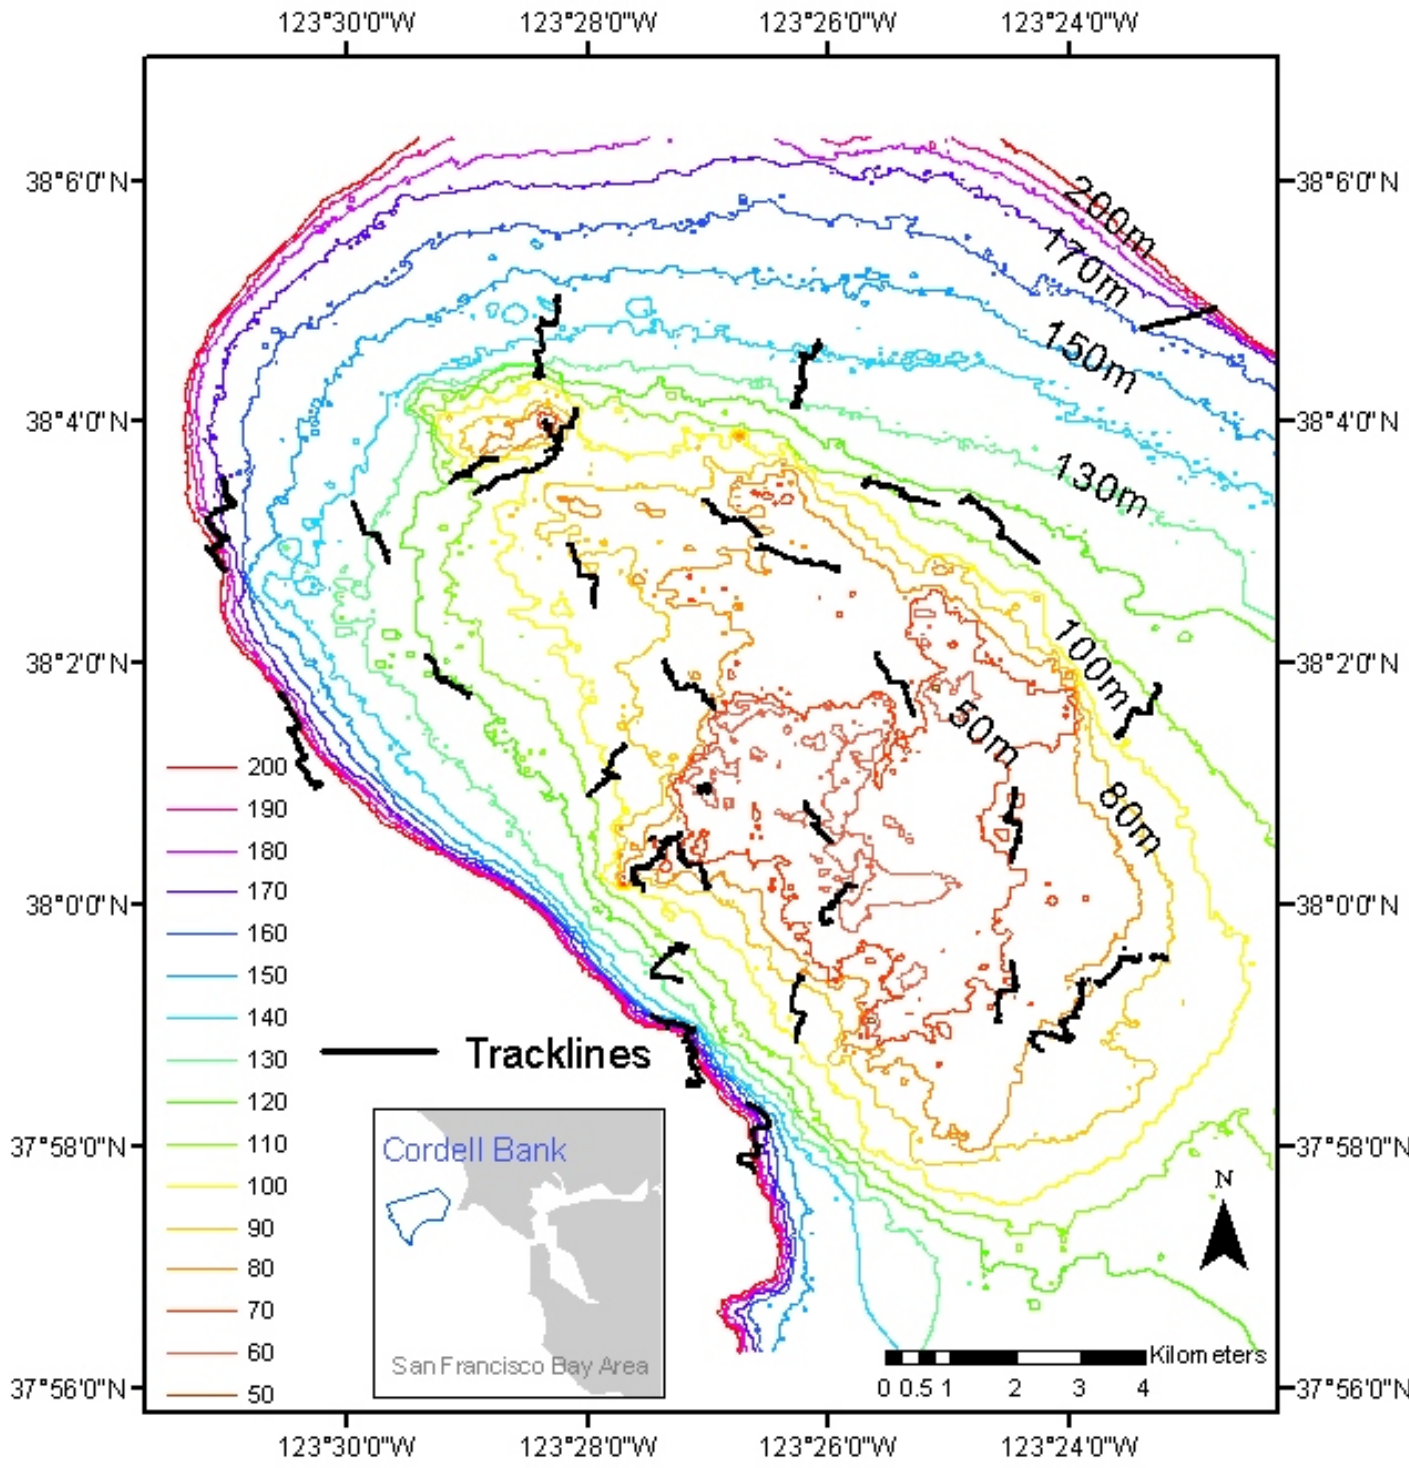 123°30'0"W 123°28'0"W 123°26'0"W 123°24'0"W
38°6'0"N 38°6'0"N
200m
170m
150m
38°4'0"N 38°4'0"N
130m
38°2'0"N 38°2'0"N
100m
50m
80m
200
190
180
170
160
150
140
130
120
110
100
90
80
70
60
50
38°0'0"N 38°0'0"N
Tracklines
37°58'0"N 37°58'0"N
Cordell Bank
San Francisco Bay Area
N
Kilometers
0 0.5 1 2 3 4
37°56'0"N 37°56'0"N
123°30'0"W 123°28'0"W 123°26'0"W 123°24'0"W